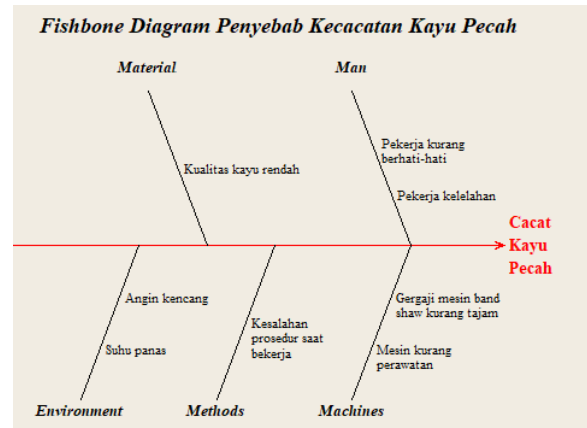 Fishbone Diagram Penyebab Kecacatan Kayu Pecah
Material
Man
Pekerja kurang
berhati-hati
Kualitas kayu rendah
Pekerja kelelahan
Cacat
Kayu
Pecah
Angin kencang
Gergaji mesin band
shaw kurang tajam
Kesalahan
prosedur saat
bekerja
Suhu panas
Mesin kurang
perawatan
Environment
Methods
Machines